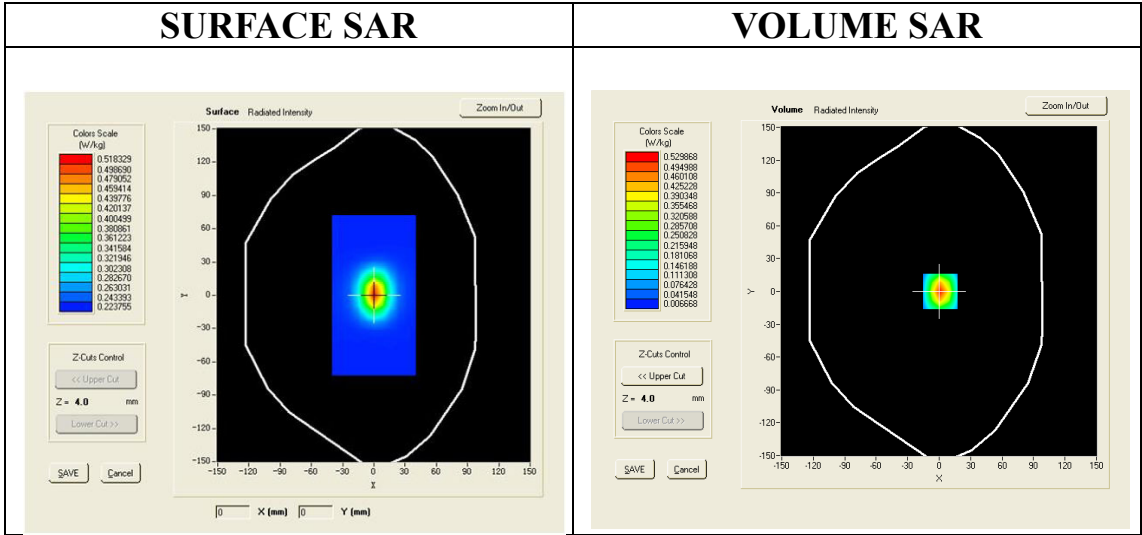 SURFACE SAR
VOLUME SAR
Surface Radiated Intensity
Zoom In/Out
Colors Scale
(W/kg)
0.518329
0.498690
0.479052
0.459414
0.439776
0.420137
0.400499
0.380861
0.361223
0.341584
0.321946
0.302308
0.282670
0.263031
0.243393
0.223755
Z-Cuts Control
<< Upper Cut
Z = 4.0 mm
Lower Cut >>
SAVE Cancel
150
120
90
60
30
0
-30
-60
-90
-120
-150
Y
-150 -120 -90 -60 -30 0 30 60 90 120 150
X
0 X (mm) 0 Y (mm)
Volume Radiated Intensity
Zoom In/Out
Colors Scale
(W/kg)
0.529868
0.494988
0.460108
0.425228
0.390348
0.355468
0.320588
0.285708
0.250828
0.215948
0.181068
0.146188
0.111308
0.076428
0.041548
0.006668
Z-Cuts Control
<< Upper Cut
Z = 4.0 mm
Lower Cut >>
SAVE Cancel
150
120
90
60
30
0
-30
-60
-90
-120
-150
Y
-150 -120 -90 -60 -30 0 30 60 90 120 150
X